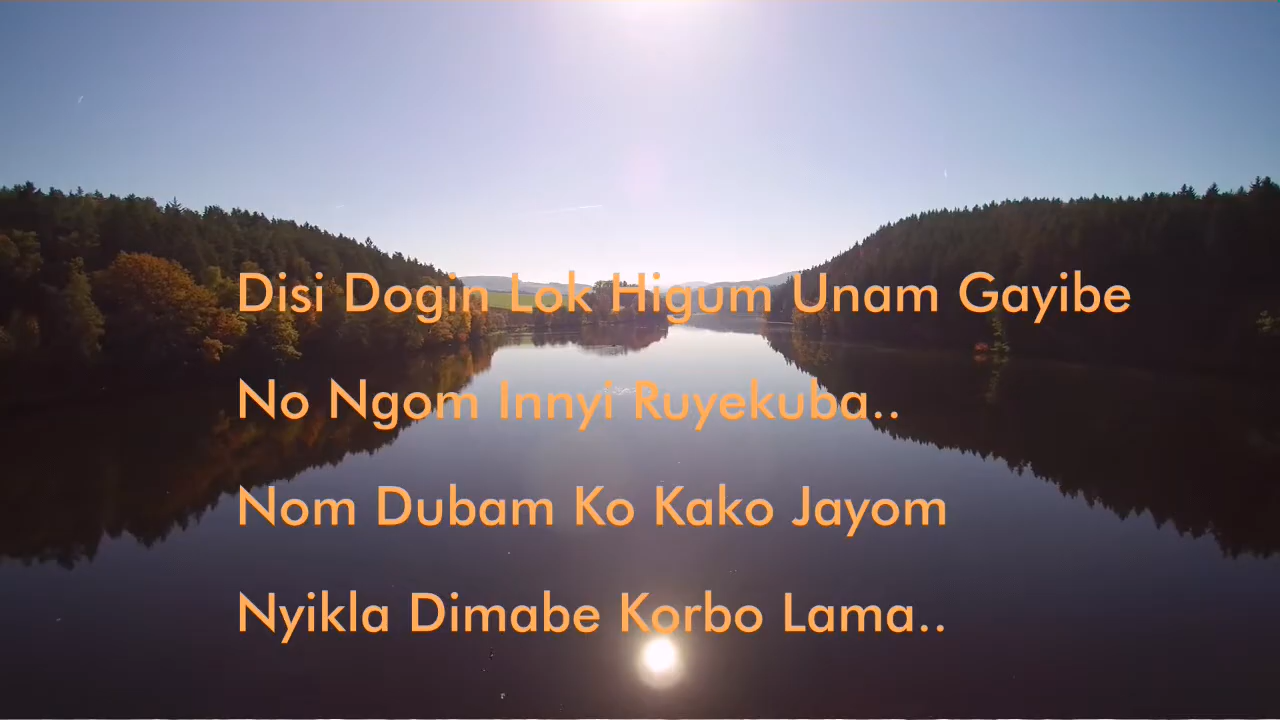 Disi Dogin Lok Higum Unam Gayibe
No Ngom Innyi Ruyekuba..
Nom Dubam Ko Kako Jayom
Nyikla Dimabe Korbo Lama..